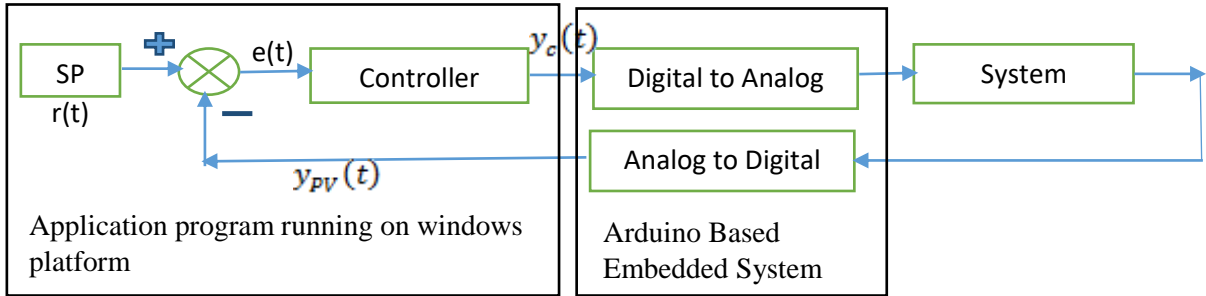 SP
r(t)
e(t)
Controller
y_c(t)
Digital to Analog
System
Analog to Digital
y_PV(t)
Application program running on windows
platform
Arduino Based
Embedded System